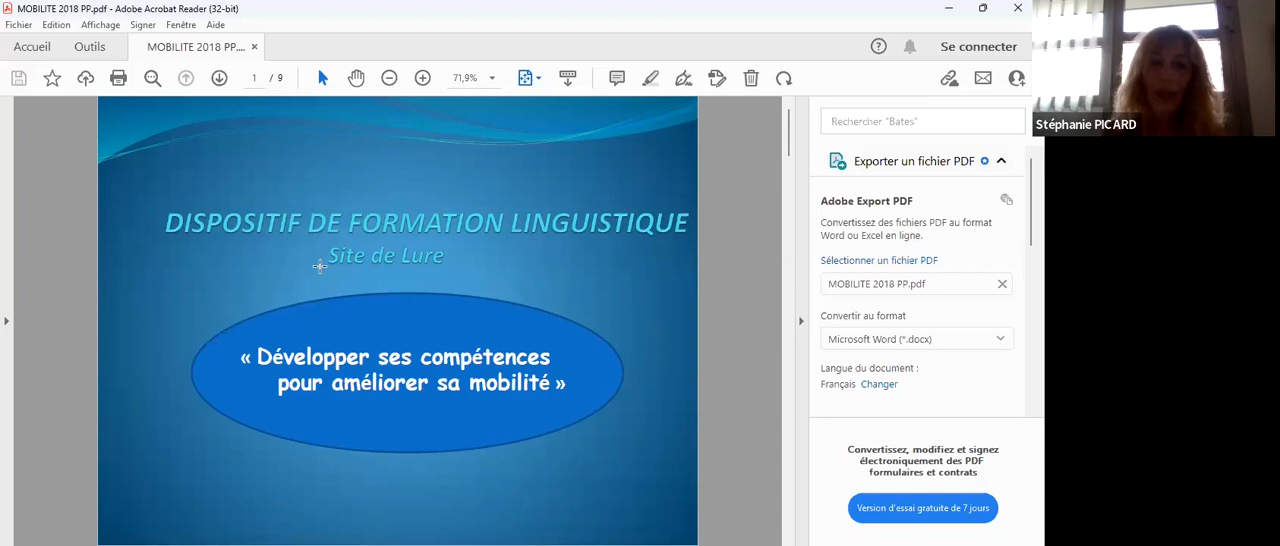 MOBILITE 2018 PP.pdf - Adobe Acrobat Reader (32-bit)
Fichier Edition Affichage Signer Fenêtre Aide
Accueil Outils MOBILITE 2018 PP.... × Se connecter
1 / 9 71,9%
Stéphanie PICARD
DISPOSITIF DE FORMATION LINGUISTIQUE
Site de Lure
« Développer ses compétences
pour améliorer sa mobilité »
Rechercher "Bates"
Exporter un fichier PDF
Adobe Export PDF
Convertissez des fichiers PDF au format
Word ou Excel en ligne.
Sélectionner un fichier PDF
MOBILITE 2018 PP.pdf
Convertir au format
Microsoft Word (*.docx)
Langue du document :
Français Changer
Convertissez, modifiez et signez
électroniquement des PDF
formulaires et contrats
Version d'essai gratuite de 7 jours